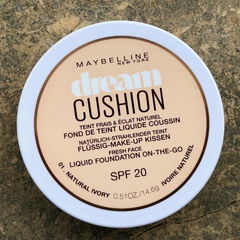 MAYBELLINE
NEW YORK
dream
CUSHION
TEINT FRAIS & ÉCLAT NATUREL
FOND DE TEINT LIQUIDE COUSSIN
NATÜRLICH-STRAHLENDER TEINT
FLÜSSIG-MAKE-UP KISSEN
FRESH FACE
LIQUID FOUNDATION ON-THE-GO
SPF 20
01 NATURAL IVORY 0.51OZ./14.6g IVOIRE NATUREL